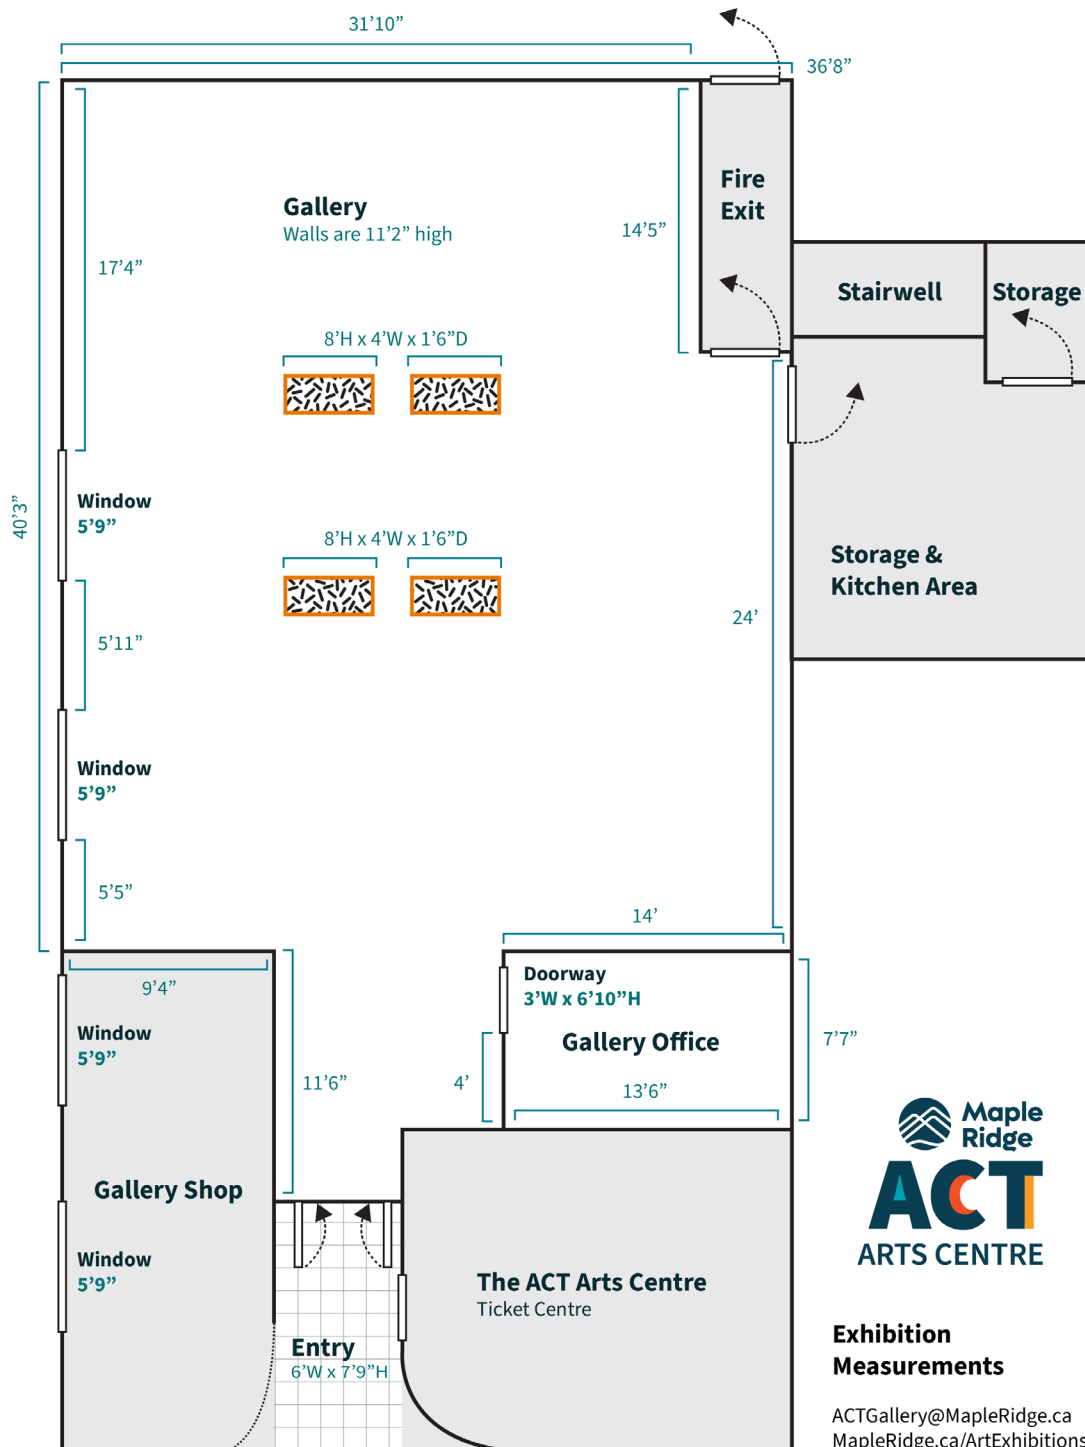 31’10”
36’8”
Fire
Exit
Gallery
Walls are 11’2” high
14’5”
17’4”
Stairwell
Storage
8’H x 4’W x 1’6”D
40’3”
Window
5’9”
8’H x 4’W x 1’6”D
Storage &
Kitchen Area
24’
5’11”
Window
5’9”
5’5”
14’
9’4”
Doorway
3’W x 6’10”H
Window
5’9”
Gallery Office
7’7”
11’6”
4’
13’6”
Maple
Ridge
ACT
ARTS CENTRE
Gallery Shop
Window
5’9”
The ACT Arts Centre
Ticket Centre
Entry
6’W x 7’9”H
Exhibition
Measurements
ACTGallery@MapleRidge.ca
MapleRidge.ca/ArtExhibitions